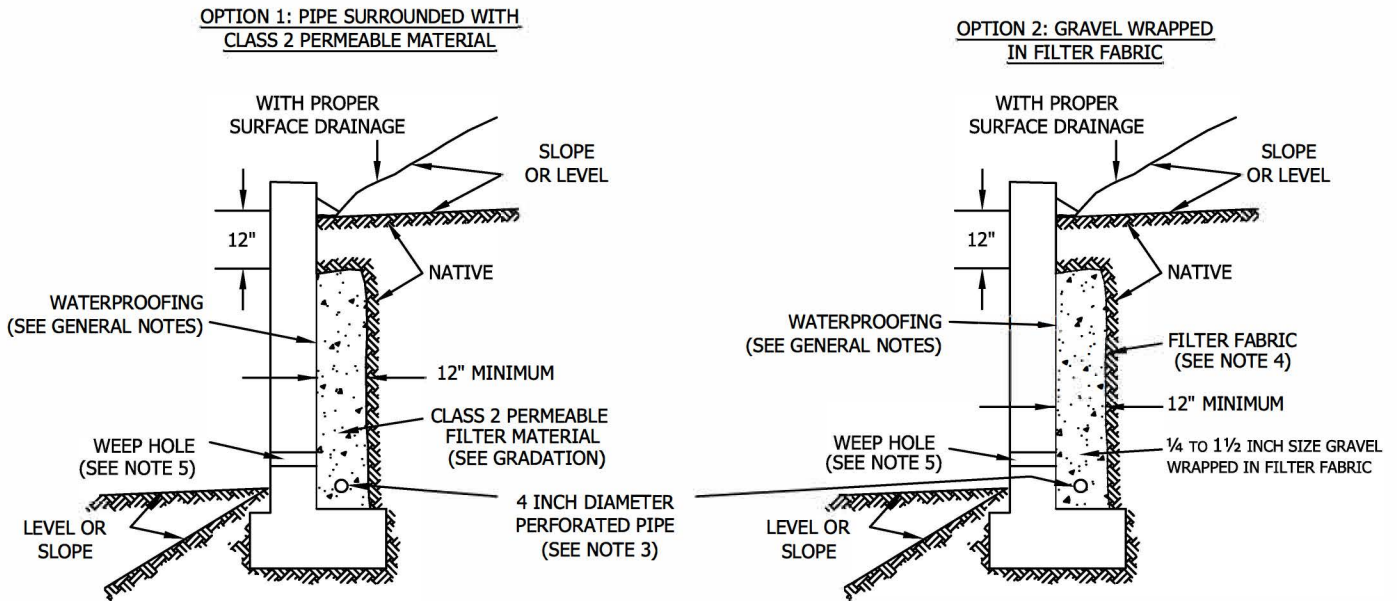 OPTION 1: PIPE SURROUNDED WITH
CLASS 2 PERMEABLE MATERIAL
WITH PROPER
SURFACE DRAINAGE
SLOPE
OR LEVEL
12"
NATIVE
WATERPROOFING
(SEE GENERAL NOTES)
12" MINIMUM
CLASS 2 PERMEABLE
FILTER MATERIAL
(SEE GRADATION)
WEEP HOLE
(SEE NOTE 5)
4 INCH DIAMETER
PERFORATED PIPE
(SEE NOTE 3)
LEVEL OR
SLOPE
OPTION 2: GRAVEL WRAPPED
IN FILTER FABRIC
WITH PROPER
SURFACE DRAINAGE
SLOPE
OR LEVEL
12"
NATIVE
WATERPROOFING
(SEE GENERAL NOTES)
FILTER FABRIC
(SEE NOTE 4)
12" MINIMUM
WEEP HOLE
(SEE NOTE 5)
¼ TO 1½ INCH SIZE GRAVEL
WRAPPED IN FILTER FABRIC
LEVEL OR
SLOPE